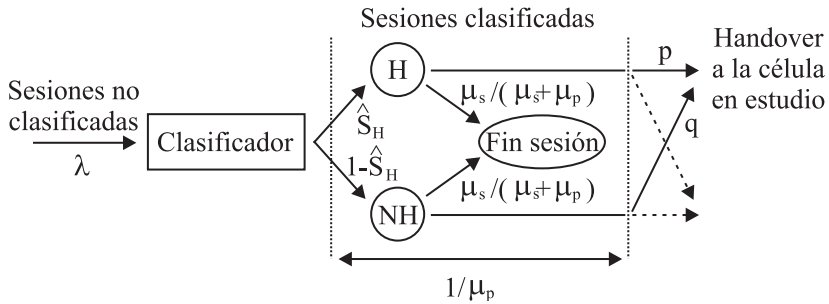 Sesiones clasificadas
Sesiones no
clasificadas
λ
Clasificador
Ŝ_H
1-Ŝ_H
H
NH
μ_s/(μ_s+μ_p)
Fin sesión
μ_s/(μ_s+μ_p)
p
q
Handover
a la célula
en estudio
1/μ_p